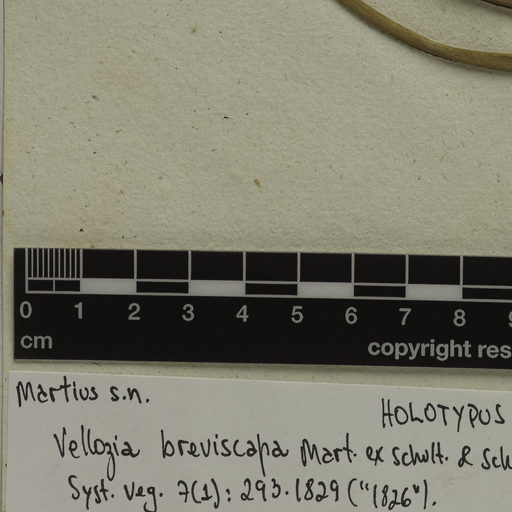 0 1 2 3 4 5 6 7 8
cm
copyright res
Martius s.n.
HOLOTYPUS
Vellozia breviscapa Mart. ex Schult. & Sch
Syst. Veg. 7(1): 293. 1829 ("1826").